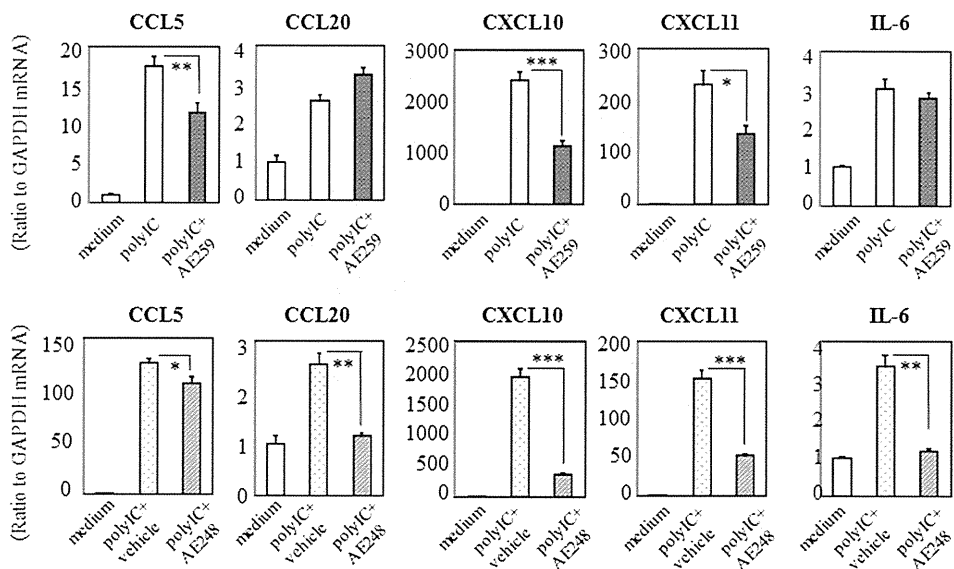 CCL5 CCL20 CXCL10 CXCL11 IL-6
(Ratio to GAPDH mRNA)
20 15 10 5 0
** 
3 2 1 0
3000 2000 1000 0
***
300 200 100 0
*
4 3 2 1 0
medium polyIC polyIC+ AE259
medium polyIC polyIC+ AE259
medium polyIC polyIC+ AE259
medium polyIC polyIC+ AE259
medium polyIC polyIC+ AE259
CCL5 CCL20 CXCL10 CXCL11 IL-6
(Ratio to GAPDH mRNA)
150 100 50 0
*
3 2 1 0
**
2500 2000 1500 1000 500 0
***
200 150 100 50 0
***
4 3 2 1 0
**
medium polyIC+ vehicle polyIC+ AE248
medium polyIC+ vehicle polyIC+ AE248
medium polyIC+ vehicle polyIC+ AE248
medium polyIC+ vehicle polyIC+ AE248
medium polyIC+ vehicle polyIC+ AE248